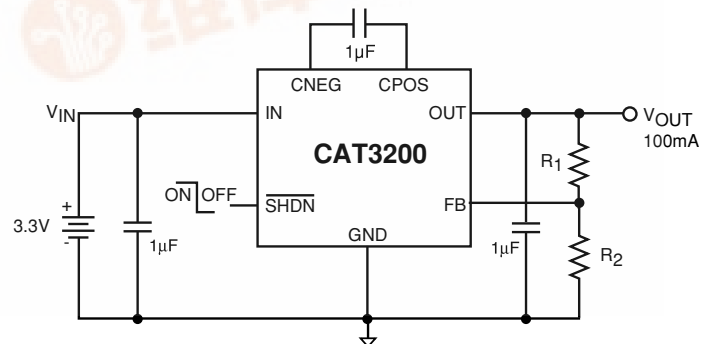 1µF
CNEG CPOS
VIN
IN
OUT
VOUT
100mA
CAT3200
R1
ON OFF
SHDN
FB
+
3.3V
-
1µF
GND
1µF
R2